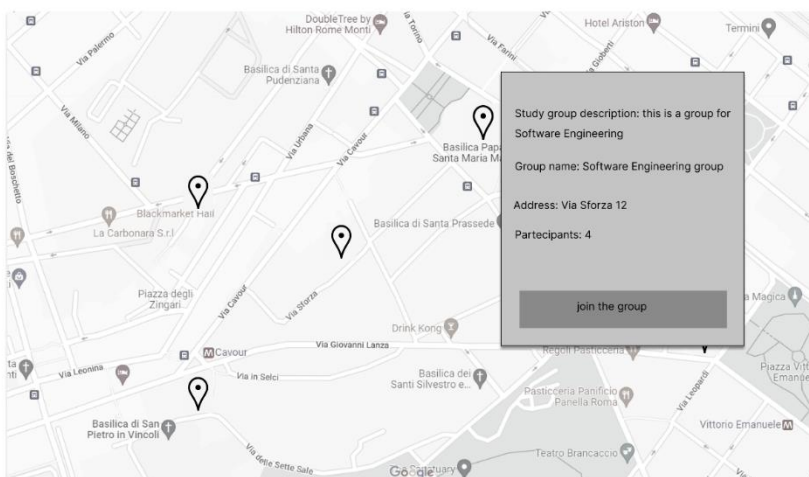 DoubleTree by
Hilton Rome Monti
Via Torino
Hotel Ariston
Termini
Via Palermo
Via Farini
Via Gioberti
Basilica di Santa
Pudenziana
Via Milano
Via Urbana
Via Cavour
Basilica Papa
Santa Maria Ma
Study group description: this is a group for
Software Engineering
Group name: Software Engineering group
Address: Via Sforza 12
Partecipants: 4
join the group
Via dei Boschetto
Blackmarket Hall
La Carbonara S.r.l
Basilica di Santa Prassede
Piazza degli
Zingari
Via Cavour
Via Sforza
a Magica
Drink Kong
Via Giovanni Lanza
Regoli Pasticceria
M Cavour
Via Leonina
Via in Selci
Basilica dei
Santi Silvestro e...
Via Leopardi
Piazza Vitt
Emanue
Pasticceria Panificio
Panella Roma
Basilica di San
Pietro in Vincoli
Vittorio Emanuele M
Via delle Sette Sale
Teatro Brancaccio
Google